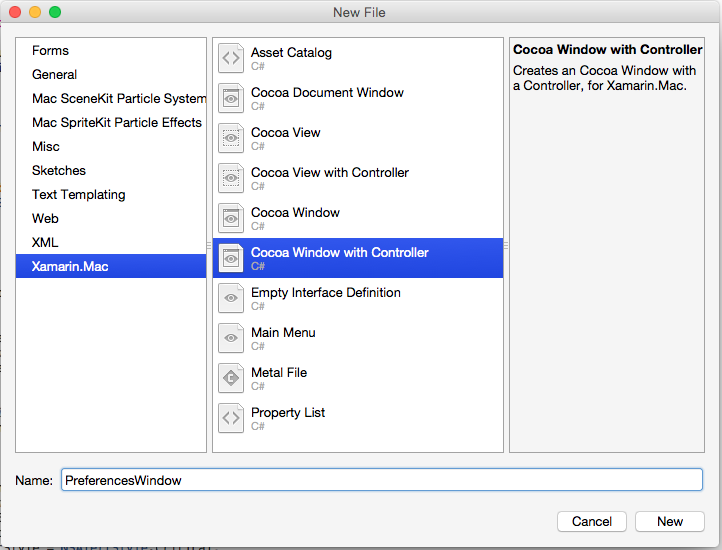 New File
Forms
General
Mac SceneKit Particle System
Mac SpriteKit Particle Effects
Misc
Sketches
Text Templating
Web
XML
Xamarin.Mac
Asset Catalog
C#
Cocoa Document Window
C#
Cocoa View
C#
Cocoa View with Controller
C#
Cocoa Window
C#
Cocoa Window with Controller
C#
Empty Interface Definition
C#
Main Menu
C#
Metal File
C#
Property List
C#
Cocoa Window with Controller
Creates an Cocoa Window with
a Controller, for Xamarin.Mac.
Name:
PreferencesWindow
Cancel
New